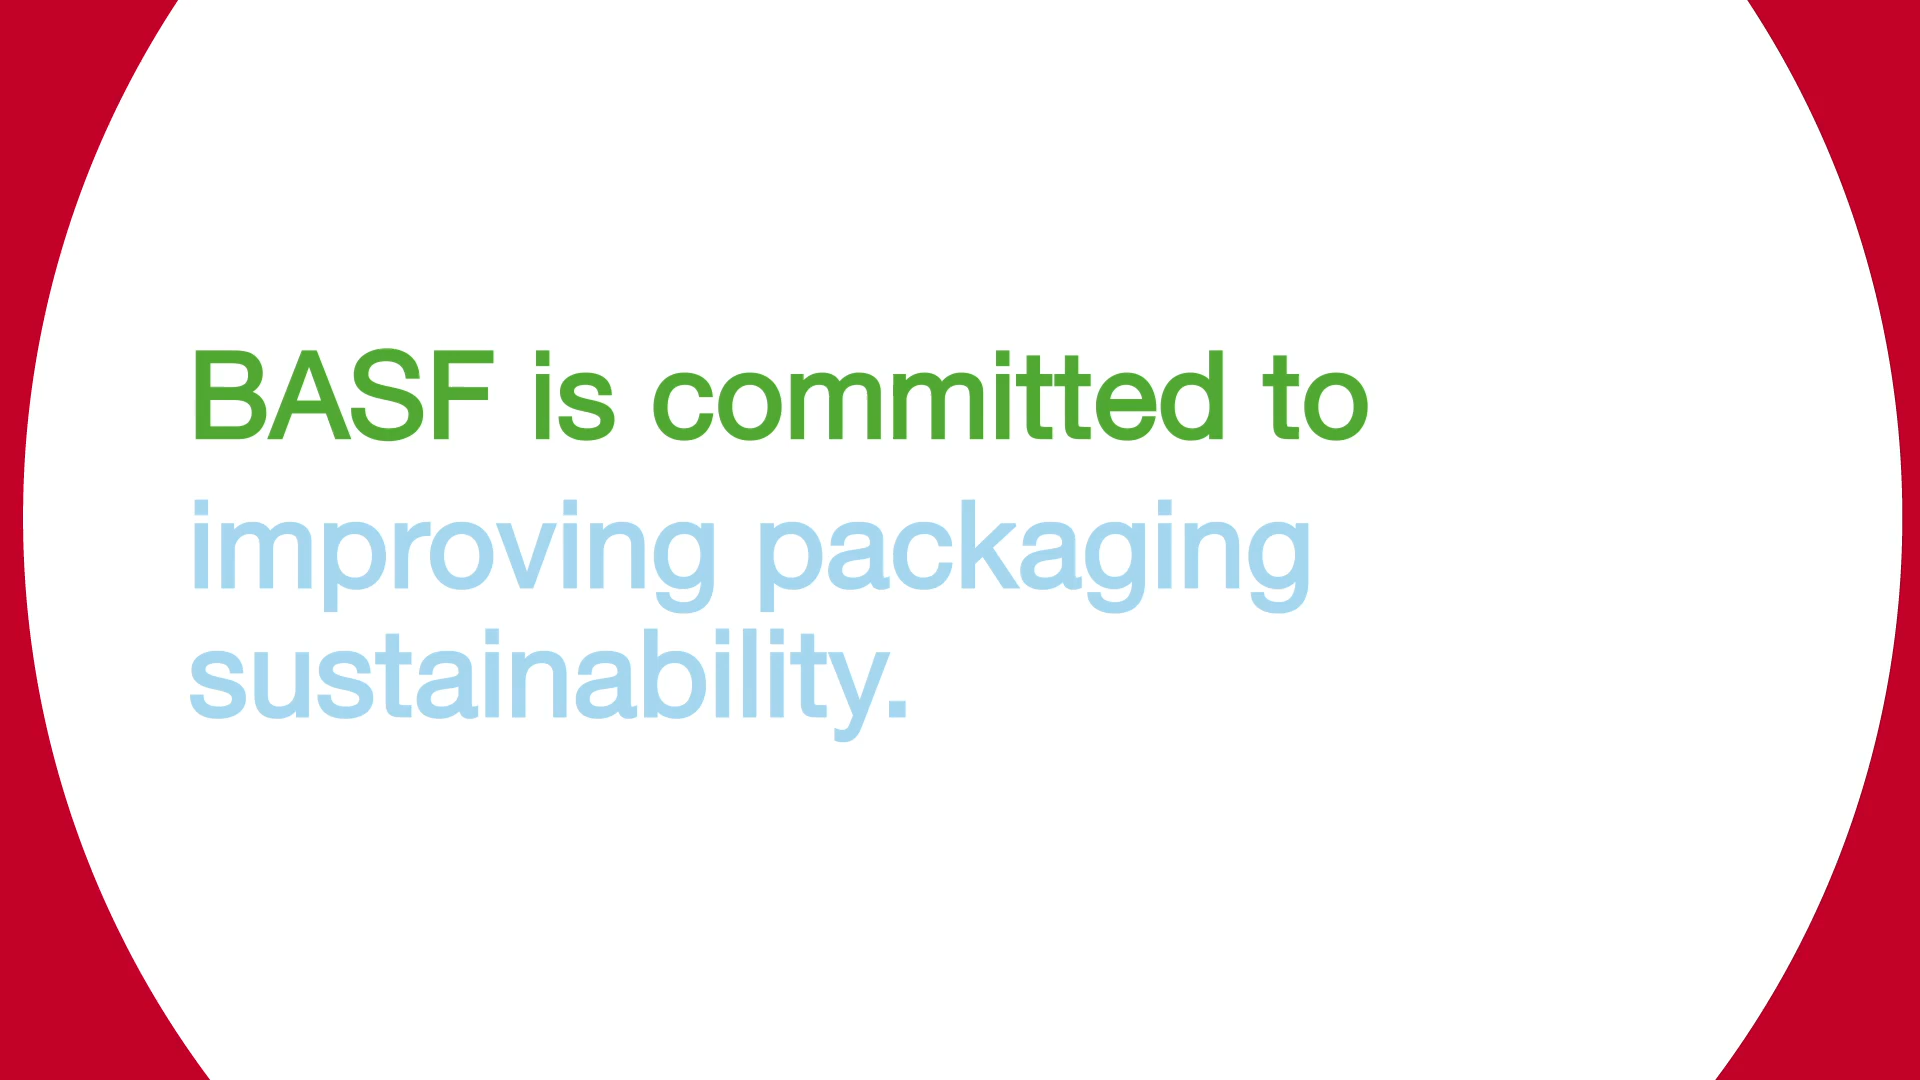 BASF is committed to
improving packaging
sustainability.